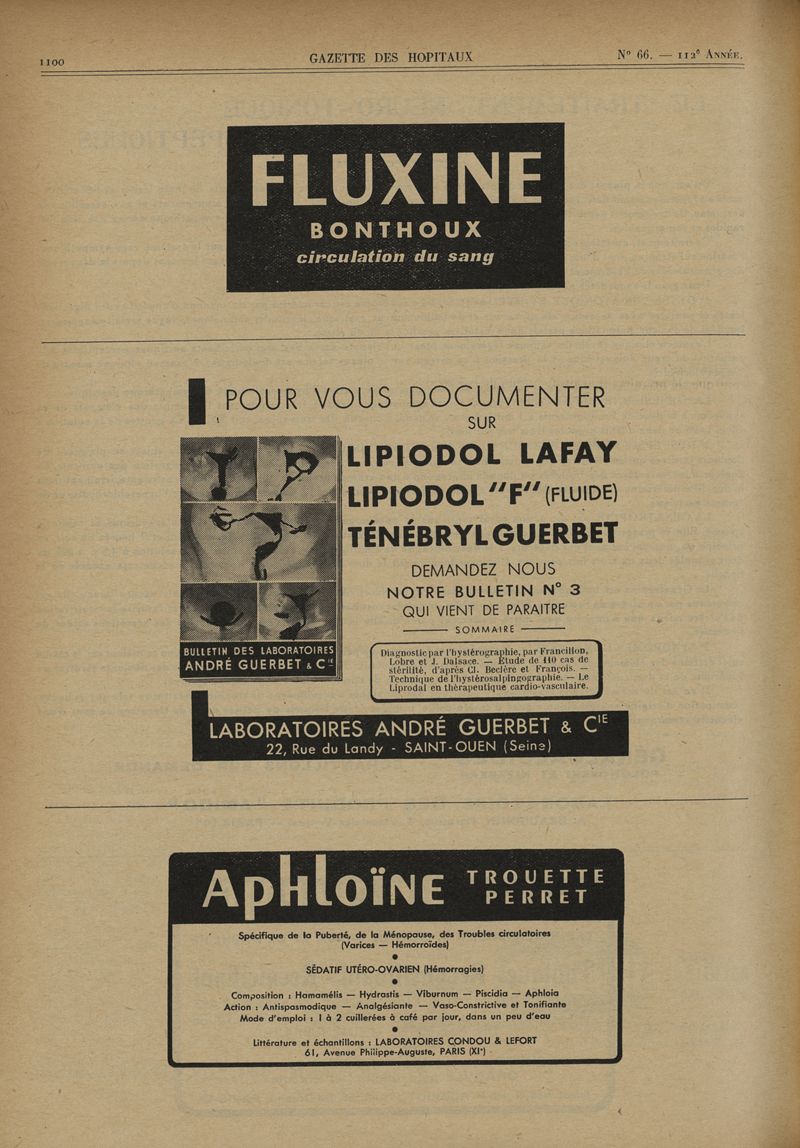 1100
GAZETTE DES HOPITAUX
N° 66. — 112e ANNÉE.
FLUXINE
BONTHOUX
circulation du sang
POUR VOUS DOCUMENTER
SUR
LIPIODOL LAFAY
LIPIODOL "F" (FLUIDE)
TÉNÉBRYL GUERBET
DEMANDEZ NOUS
NOTRE BULLETIN N° 3
QUI VIENT DE PARAITRE
SOMMAIRE
Diagnostic par l'hystérographie, par Francillon,
Lobre et J. Dalsace. — Étude de 110 cas de
stérilité, d'après Cl. Beclère et François. —
Technique de l'hystérosalpingographie. — Le
Liprodal en thérapeutique cardio-vasculaire.
BULLETIN DES LABORATOIRES
ANDRÉ GUERBET & CIE
LABORATOIRES ANDRÉ GUERBET & CIE
22, Rue du Landy - SAINT-OUEN (Seine)
APHLOÏNE
TROUETTE
PERRET
Spécifique de la Puberté, de la Ménopause, des Troubles circulatoires
(Varices — Hémorroïdes)
SÉDATIF UTÉRO-OVARIEN (Hémorragies)
Composition : Hamamélis — Hydrastis — Viburnum — Piscidia — Aphloia
Action : Antispasmodique — Analgésiante — Vaso-Constrictive et Tonifiante
Mode d'emploi : 1 à 2 cuillerées à café par jour, dans un peu d'eau
Littérature et échantillons : LABORATOIRES CONDOU & LEFORT
61, Avenue Philippe-Auguste, PARIS (XIe)